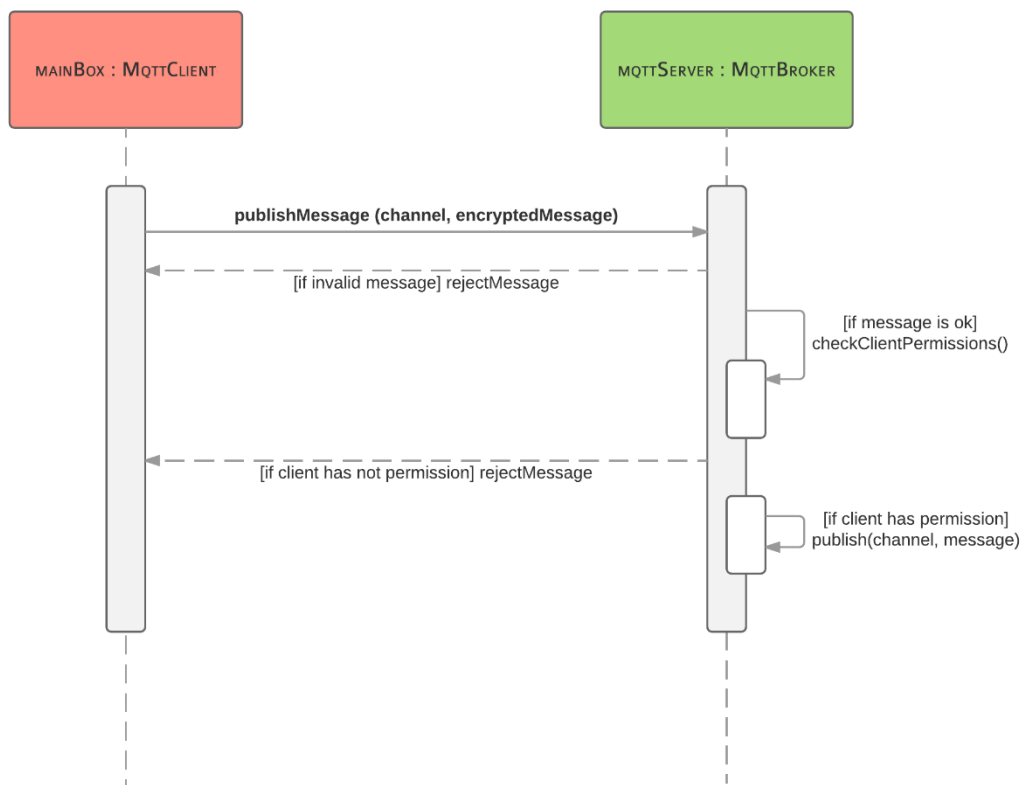 mainBox : MqttClient
mqttServer : MqttBroker
publishMessage (channel, encryptedMessage)
[if invalid message] rejectMessage
[if message is ok]
checkClientPermissions()
[if client has not permission] rejectMessage
[if client has permission]
publish(channel, message)